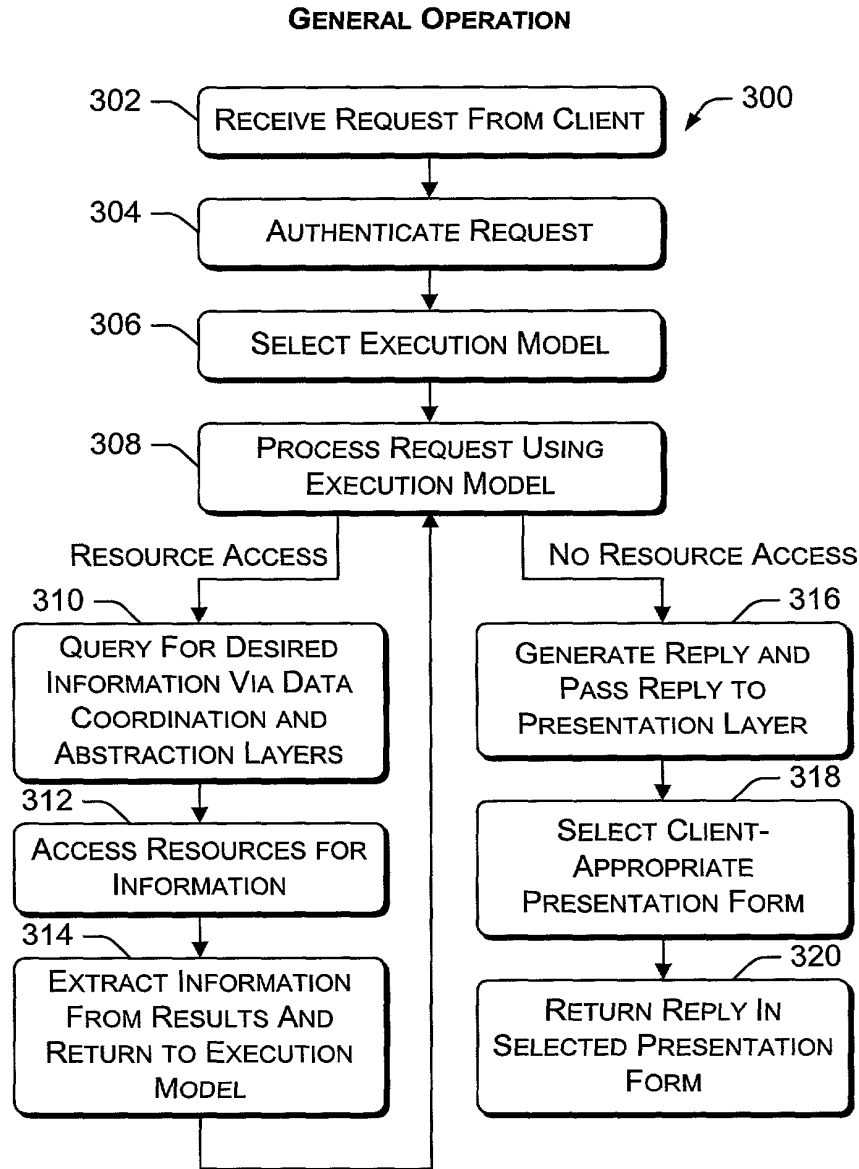 GENERAL OPERATION
302
RECEIVE REQUEST FROM CLIENT
300
304
AUTHENTICATE REQUEST
306
SELECT EXECUTION MODEL
308
PROCESS REQUEST USING
EXECUTION MODEL
RESOURCE ACCESS
NO RESOURCE ACCESS
310
QUERY FOR DESIRED
INFORMATION VIA DATA
COORDINATION AND
ABSTRACTION LAYERS
312
ACCESS RESOURCES FOR
INFORMATION
314
EXTRACT INFORMATION
FROM RESULTS AND
RETURN TO EXECUTION
MODEL
316
GENERATE REPLY AND
PASS REPLY TO
PRESENTATION LAYER
318
SELECT CLIENT-
APPROPRIATE
PRESENTATION FORM
320
RETURN REPLY IN
SELECTED PRESENTATION
FORM